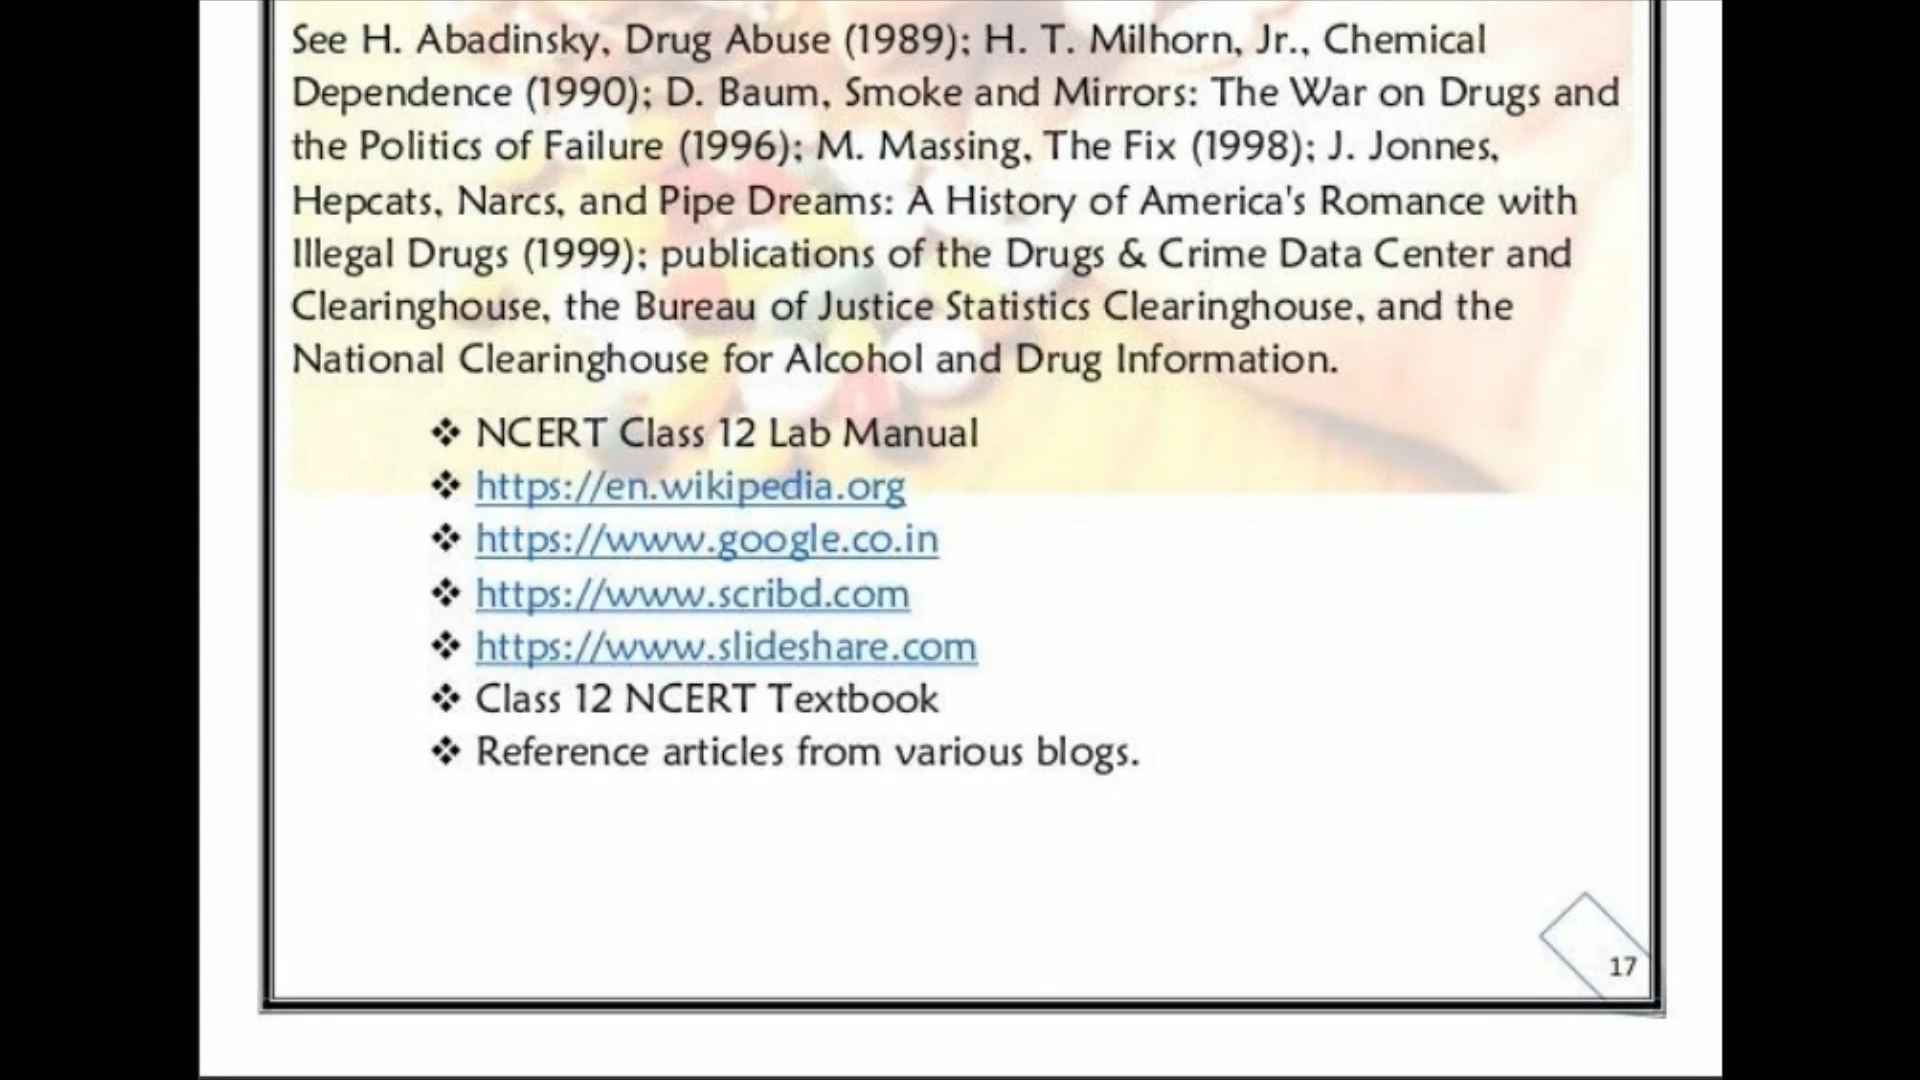 See H. Abadinsky, Drug Abuse (1989); H. T. Milhorn, Jr., Chemical
Dependence (1990); D. Baum, Smoke and Mirrors: The War on Drugs and
the Politics of Failure (1996); M. Massing, The Fix (1998); J. Jonnes,
Hepcats, Narcs, and Pipe Dreams: A History of America's Romance with
Illegal Drugs (1999); publications of the Drugs & Crime Data Center and
Clearinghouse, the Bureau of Justice Statistics Clearinghouse, and the
National Clearinghouse for Alcohol and Drug Information.
❖ NCERT Class 12 Lab Manual
❖ https://en.wikipedia.org
❖ https://www.google.co.in
❖ https://www.scribd.com
❖ https://www.slideshare.com
❖ Class 12 NCERT Textbook
❖ Reference articles from various blogs.
17